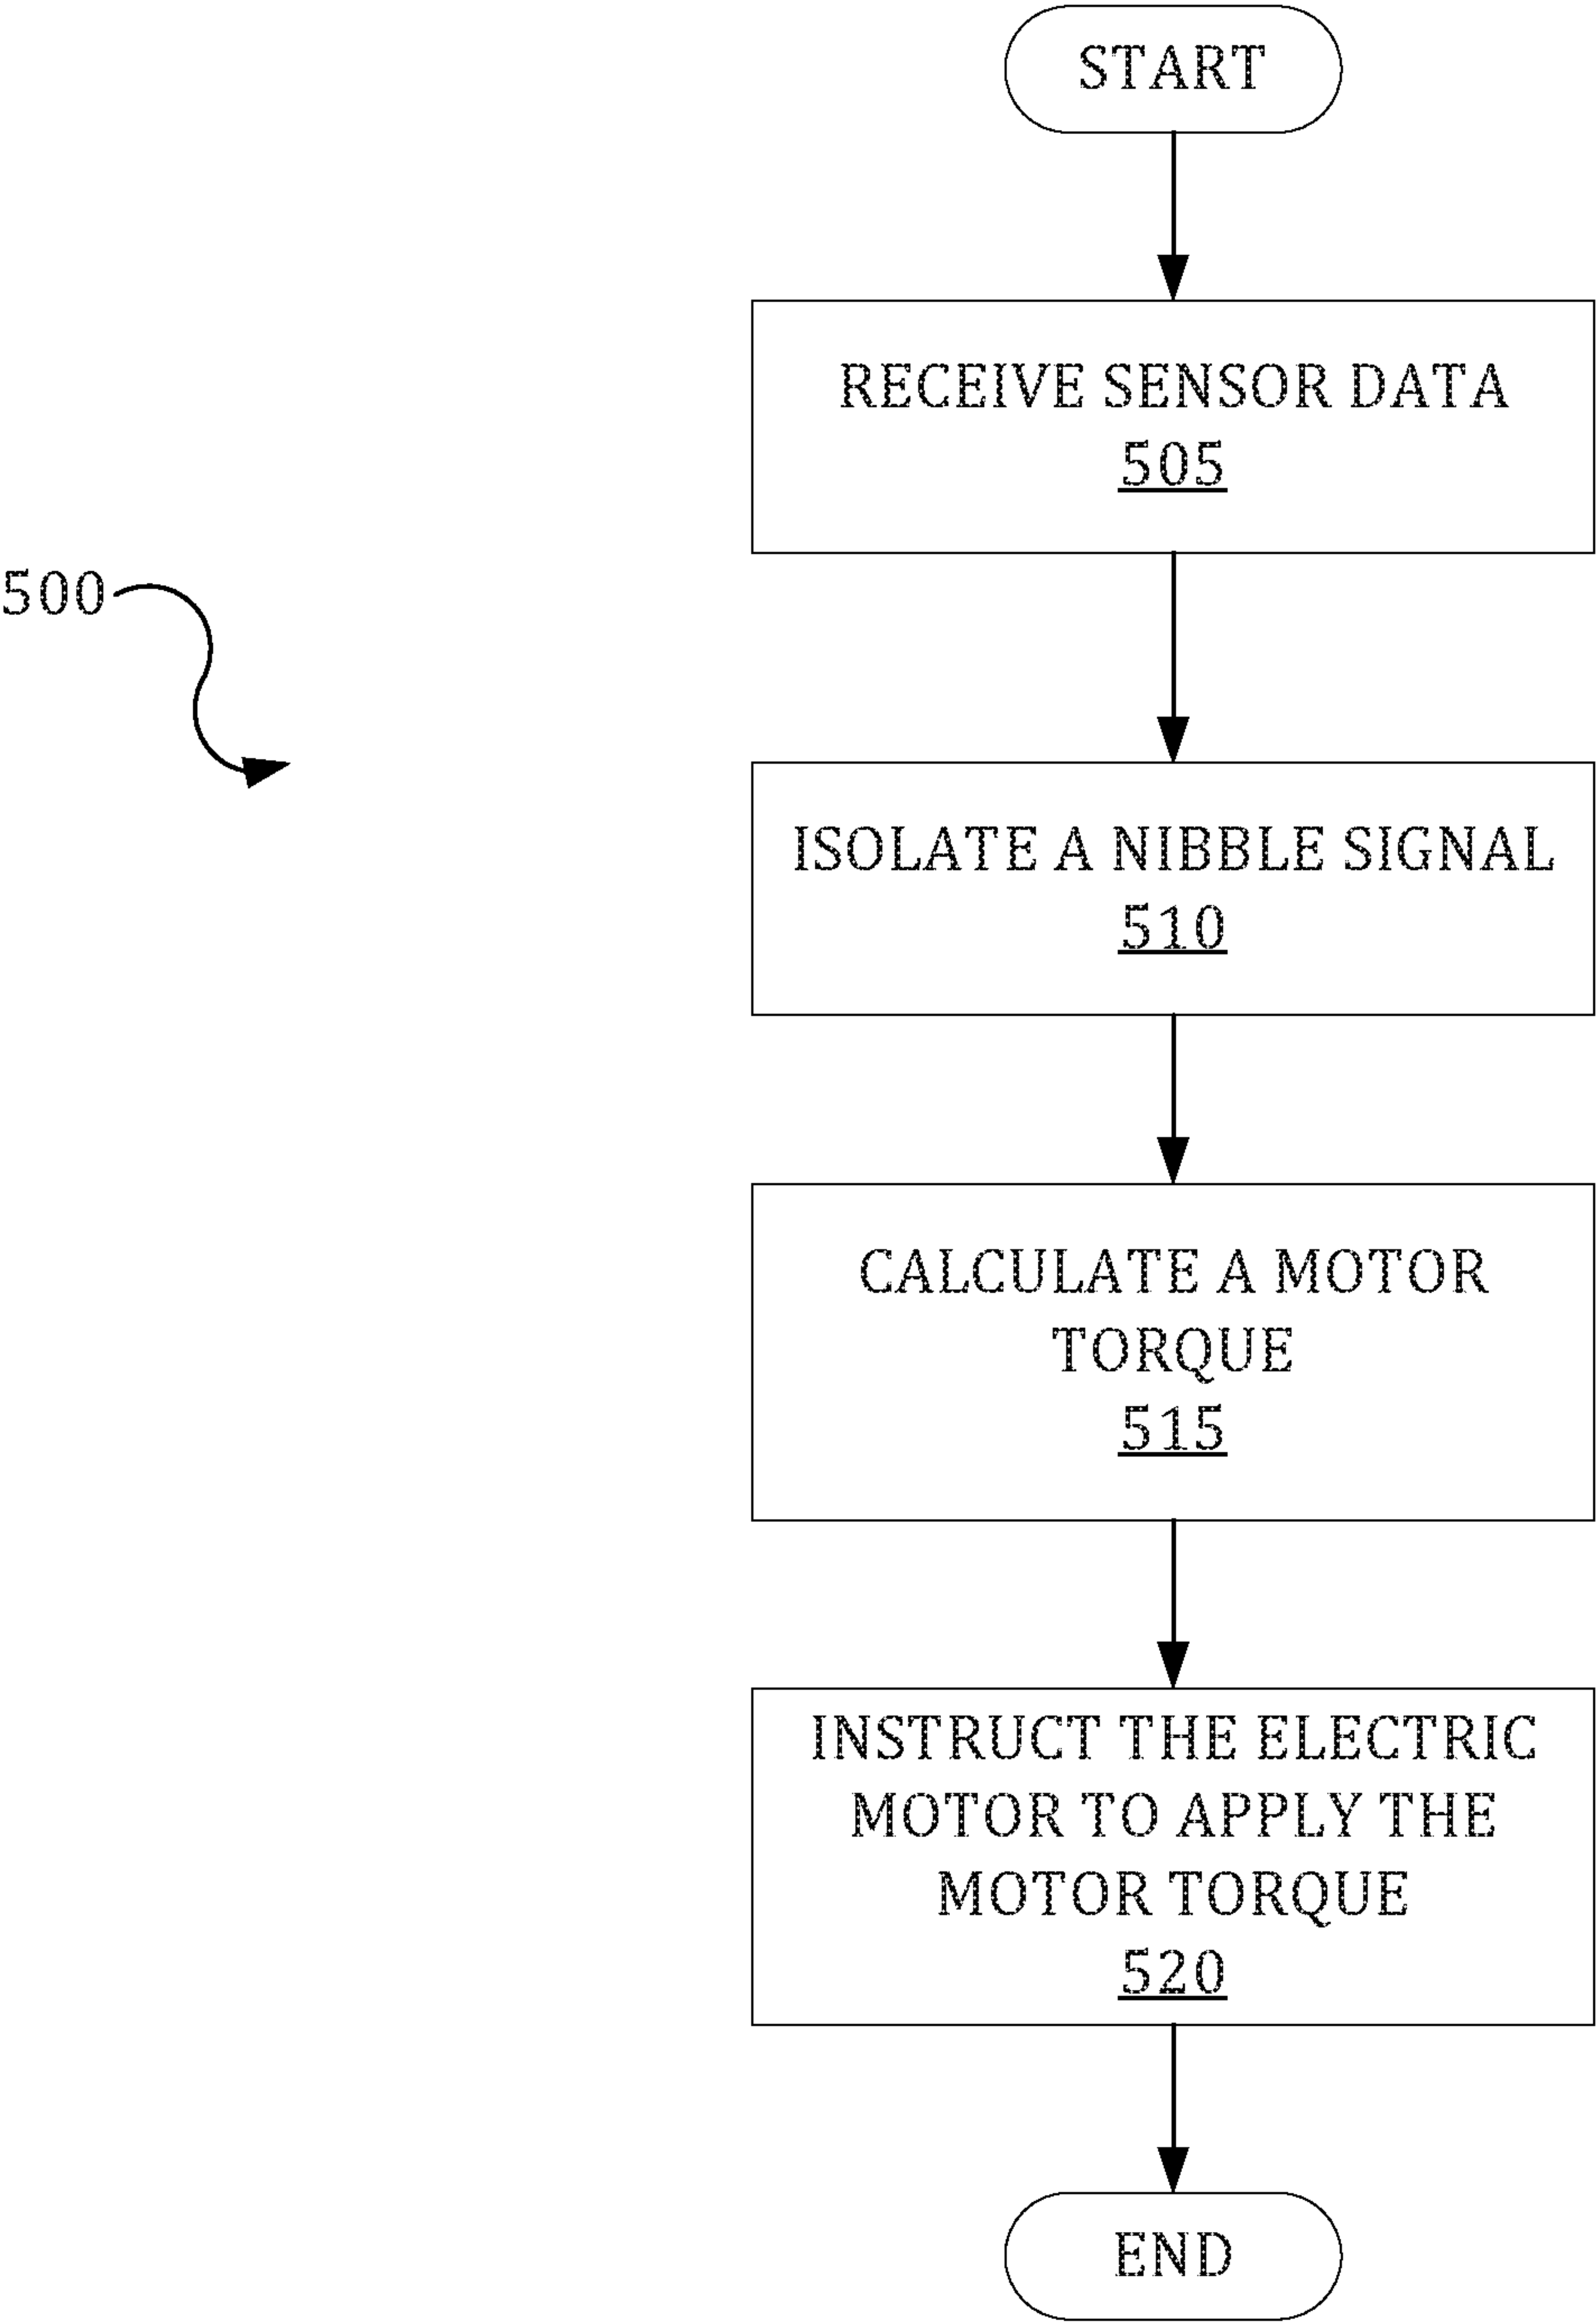 START
RECEIVE SENSOR DATA
505
500
ISOLATE A NIBBLE SIGNAL
510
CALCULATE A MOTOR
TORQUE
515
INSTRUCT THE ELECTRIC
MOTOR TO APPLY THE
MOTOR TORQUE
520
END